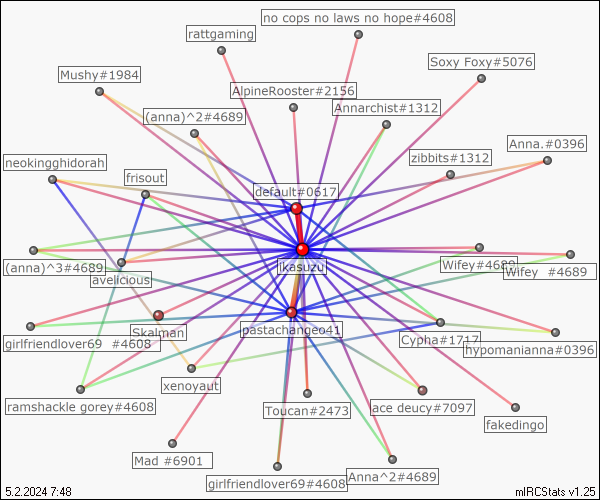 no cops no laws no hope#4608
rattgaming
Soxy Foxy#5076
Mushy#1984
AlpineRooster#2156
(anna)^2#4689
Annarchist#1312
Anna.#0396
zibbits#1312
neokingghidorah
frisout
default#0617
jkasuzu
(anna)^3#4689
avelicious
Wifey#4689
Wifey #4689
Skalman
pastachangeo41
girlfriendlover69 #4608
Cypha#1717
hypomanianna#0396
xenoyaut
ramshackle gorey#4608
Toucan#2473
ace deucy#7097
fakedingo
Mad #6901
girlfriendlover69#4608
Anna^2#4689
5.2.2024 7:48
mIRCStats v1.25